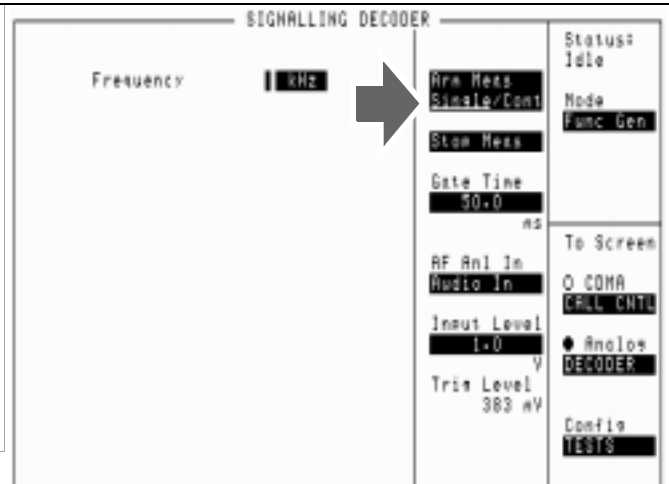 SIGNALLING DECODER
Frequency kHz
Arm Meas
Single/Cont
Stop Meas
Gate Time
50.0
ms
AF Anl In
Audio In
Input Level
1.0
V
Trig Level
383 mV
Status:
Idle
Mode
Func Gen
To Screen
O CDMA
CALL CNTL
● Analog
DECODER
Config
TESTS